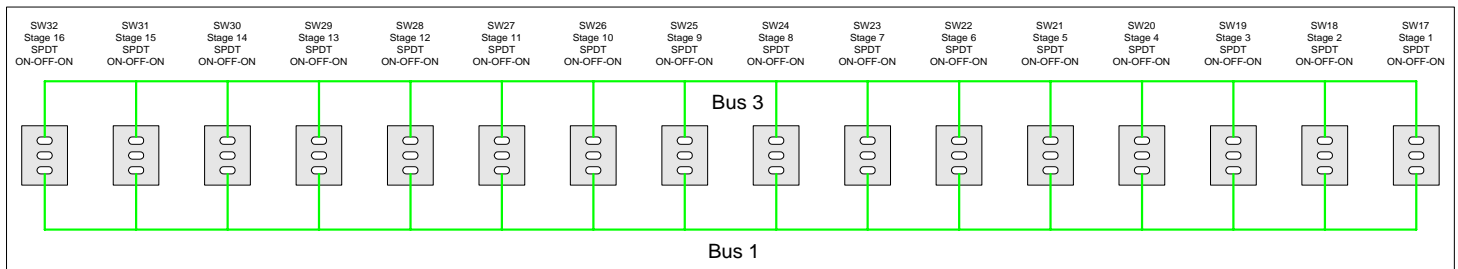 SW32
Stage 16
SPDT
ON-OFF-ON
SW31
Stage 15
SPDT
ON-OFF-ON
SW30
Stage 14
SPDT
ON-OFF-ON
SW29
Stage 13
SPDT
ON-OFF-ON
SW28
Stage 12
SPDT
ON-OFF-ON
SW27
Stage 11
SPDT
ON-OFF-ON
SW26
Stage 10
SPDT
ON-OFF-ON
SW25
Stage 9
SPDT
ON-OFF-ON
SW24
Stage 8
SPDT
ON-OFF-ON
SW23
Stage 7
SPDT
ON-OFF-ON
SW22
Stage 6
SPDT
ON-OFF-ON
SW21
Stage 5
SPDT
ON-OFF-ON
SW20
Stage 4
SPDT
ON-OFF-ON
SW19
Stage 3
SPDT
ON-OFF-ON
SW18
Stage 2
SPDT
ON-OFF-ON
SW17
Stage 1
SPDT
ON-OFF-ON
Bus 3
Bus 1